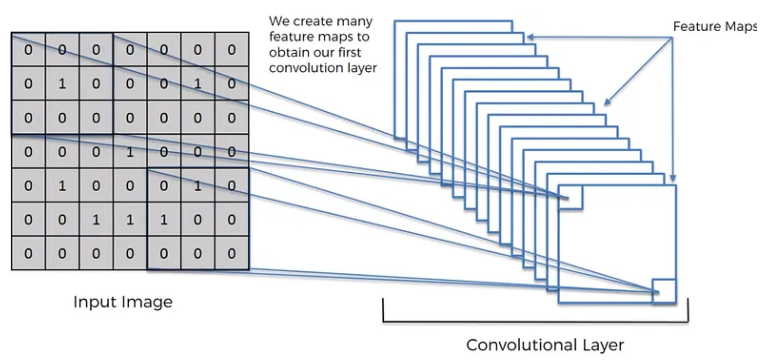 We create many
feature maps to
obtain our first
convolution layer
Feature Maps
0 0 0 0 0 0 0
0 1 0 0 0 1 0
0 0 0 0 0 0 0
0 0 0 1 0 0 0
0 1 0 0 0 1 0
0 0 1 1 1 0 0
0 0 0 0 0 0 0
Input Image
Convolutional Layer